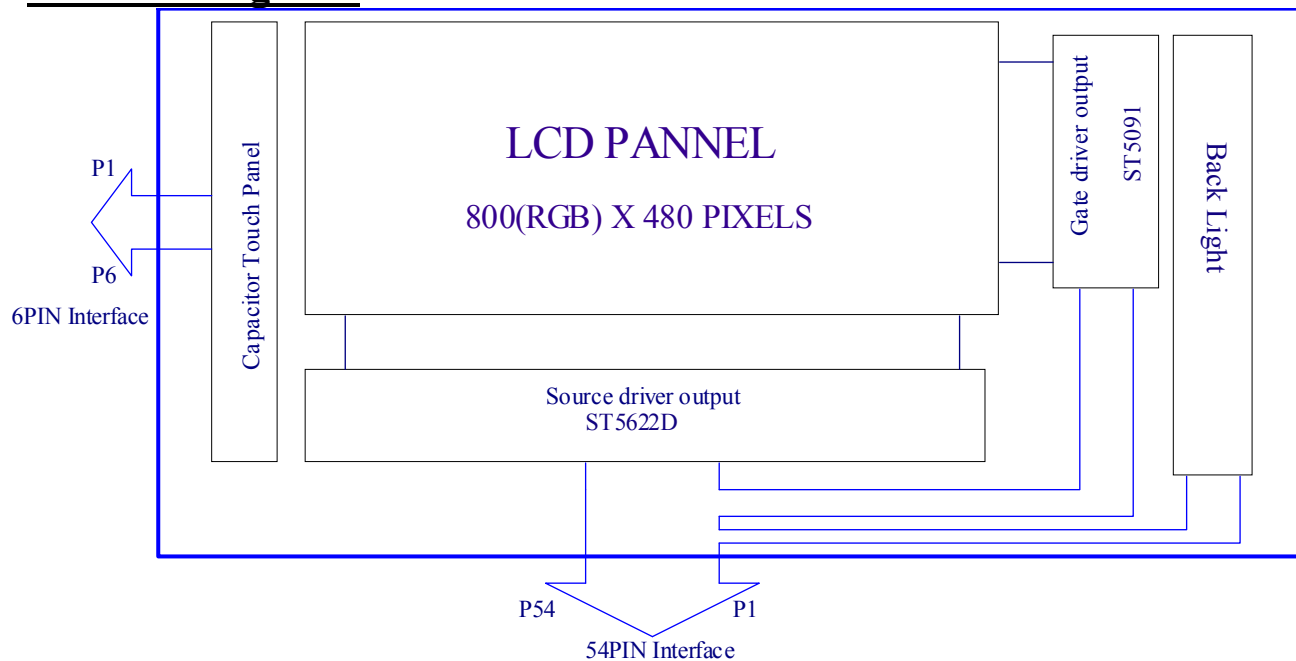 LCD PANNEL
800(RGB) X 480 PIXELS
Gate driver output
ST5091
Back Light
Capacitor Touch Panel
P1
P6
6PIN Interface
Source driver output
ST5622D
P54
P1
54PIN Interface